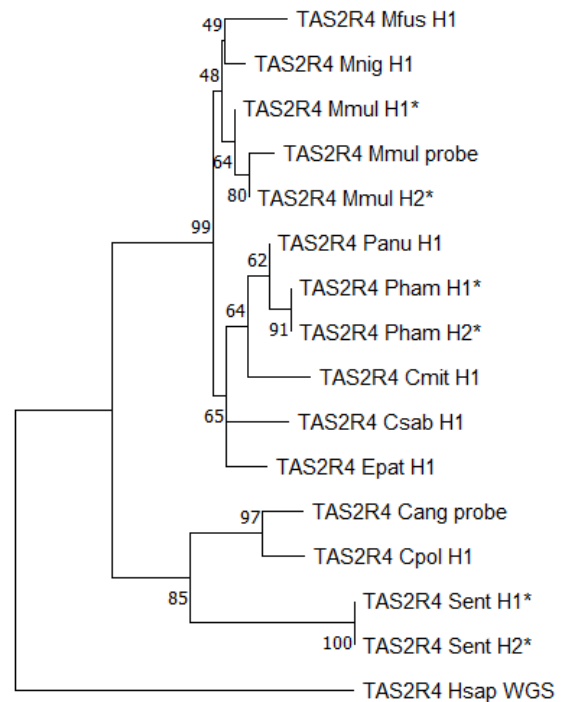 49
TAS2R4 Mfus H1
TAS2R4 Mnig H1
48
TAS2R4 Mmul H1*
64
TAS2R4 Mmul probe
80
TAS2R4 Mmul H2*
99
TAS2R4 Panu H1
62
TAS2R4 Pham H1*
64
91
TAS2R4 Pham H2*
TAS2R4 Cmit H1
65
TAS2R4 Csab H1
TAS2R4 Epat H1
97
TAS2R4 Cang probe
TAS2R4 Cpol H1
85
TAS2R4 Sent H1*
100
TAS2R4 Sent H2*
TAS2R4 Hsap WGS